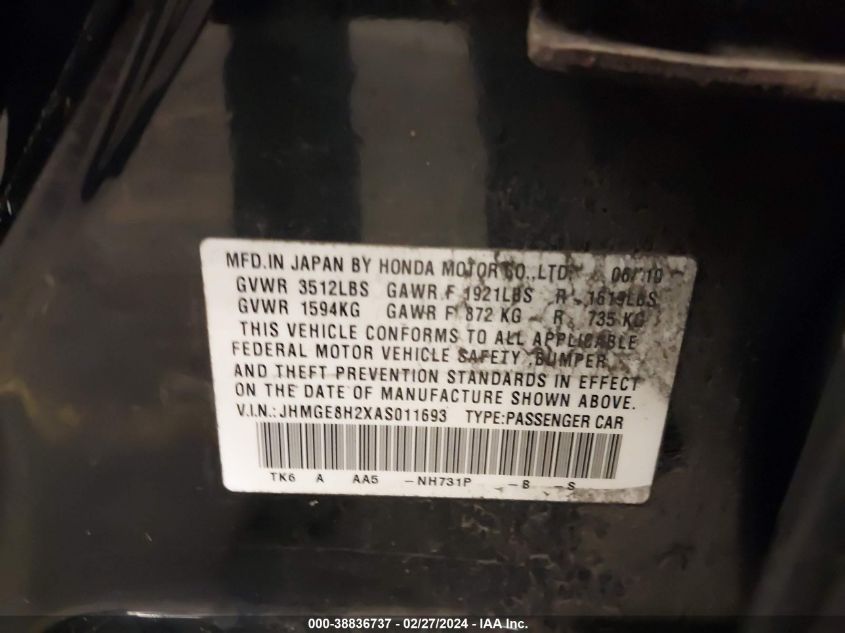 MFD.IN JAPAN BY HONDA MOTOR CO.,LTD. 06/10
GVWR 3512LBS GAWR F 1921LBS R 1619LBS
GVWR 1594KG GAWR F 872 KG R 735 KG
THIS VEHICLE CONFORMS TO ALL APPLICABLE
FEDERAL MOTOR VEHICLE SAFETY,BUMPER
AND THEFT PREVENTION STANDARDS IN EFFECT
ON THE DATE OF MANUFACTURE SHOWN ABOVE.
V.I.N.:JHMGE8H2XAS011693 TYPE:PASSENGER CAR
TK6 A AA5 -NH731P -B -S
000-38836737 - 02/27/2024 - IAA Inc.